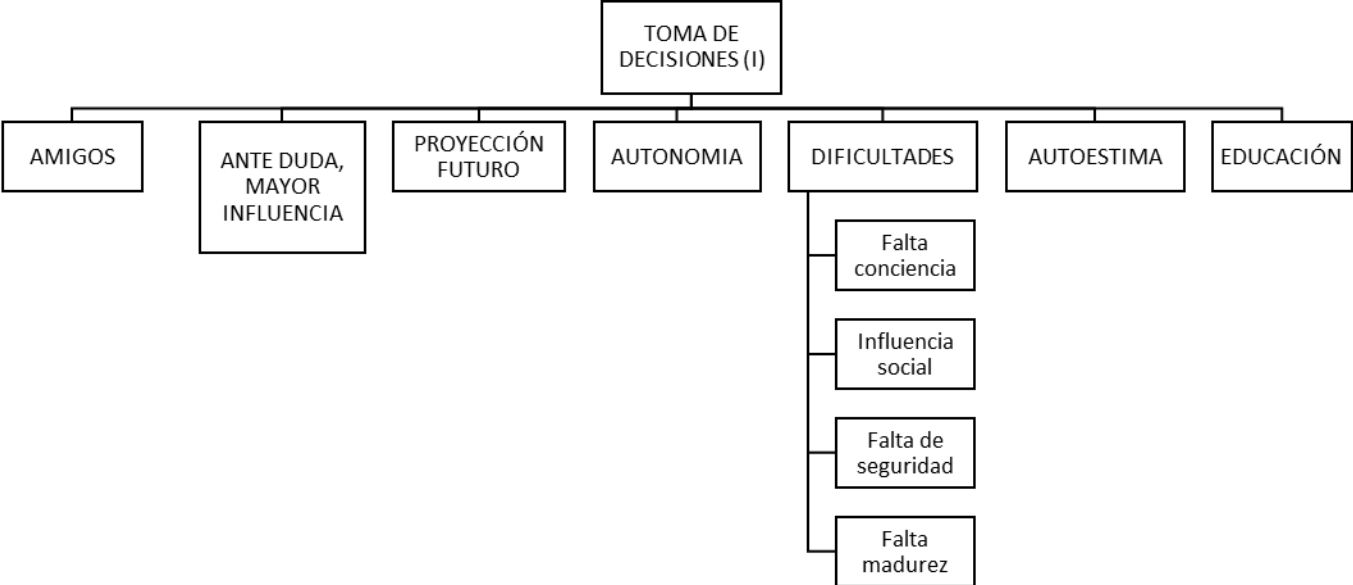 TOMA DE
DECISIONES (I)
AMIGOS
ANTE DUDA,
MAYOR
INFLUENCIA
PROYECCIÓN
FUTURO
AUTONOMIA
DIFICULTADES
AUTOESTIMA
EDUCACIÓN
Falta
conciencia
Influencia
social
Falta de
seguridad
Falta
madurez